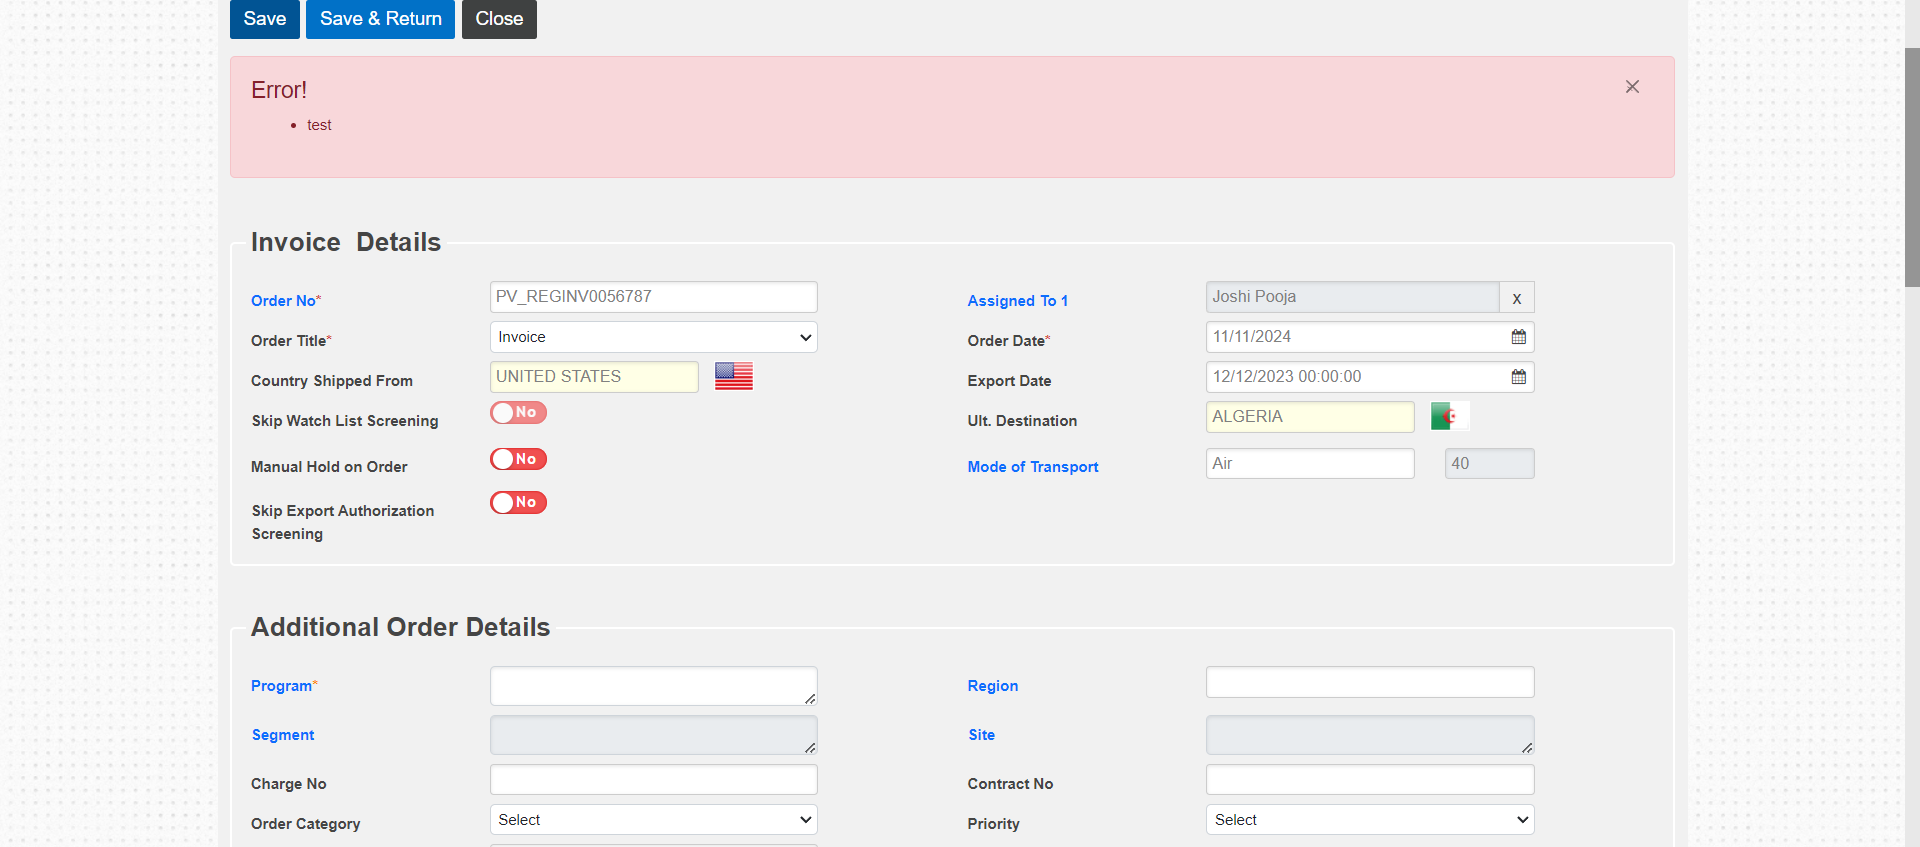 Save Save & Return Close
Error!
• test
Invoice Details
Order No* PV_REGINV0056787 Assigned To 1 Joshi Pooja x
Order Title* Invoice Order Date* 11/11/2024
Country Shipped From UNITED STATES Export Date 12/12/2023 00:00:00
Skip Watch List Screening No Ult. Destination ALGERIA
Manual Hold on Order No Mode of Transport Air 40
Skip Export Authorization No
Screening
Additional Order Details
Program* Region
Segment Site
Charge No Contract No
Order Category Select Priority Select